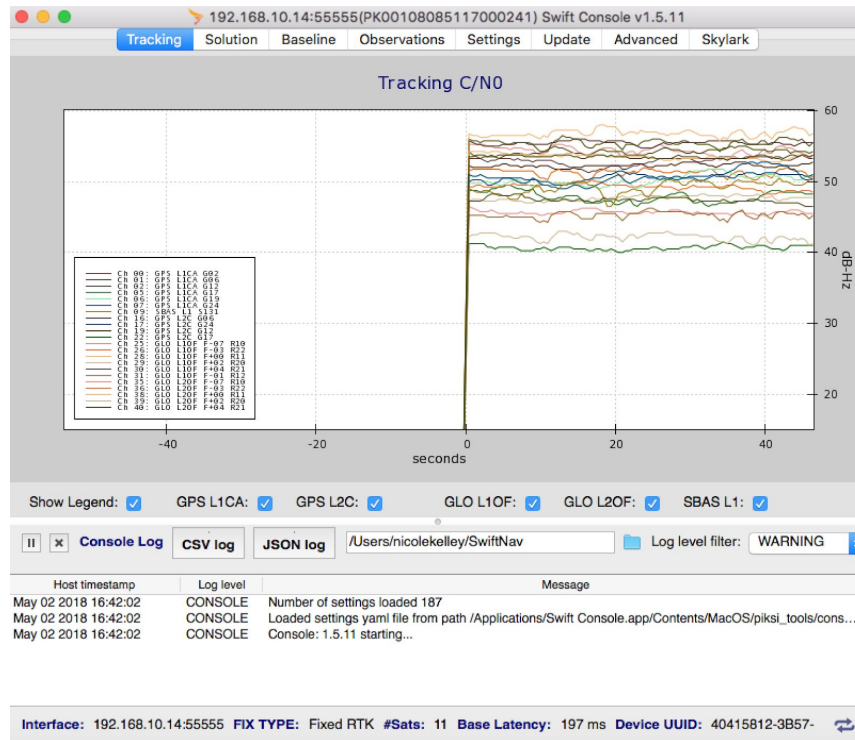 192.168.10.14:55555(PK00108085117000241) Swift Console v1.5.11
Tracking Solution Baseline Observations Settings Update Advanced Skylark
Tracking C/N0
60
50
40
30
20
dB-Hz
Ch 00: GPS L1CA G02
Ch 01: GPS L1CA G06
Ch 02: GPS L1CA G12
Ch 05: GPS L1CA G17
Ch 06: GPS L1CA G19
Ch 07: GPS L1CA G24
Ch 09: SBAS L1 S131
Ch 16: GPS L2C G06
Ch 17: GPS L2C G24
Ch 19: GPS L2C G12
Ch 22: GPS L2C G17
Ch 25: GLO L1OF F-07 R10
Ch 26: GLO L1OF F-03 R22
Ch 28: GLO L1OF F+00 R11
Ch 29: GLO L1OF F+02 R20
Ch 30: GLO L1OF F+04 R21
Ch 31: GLO L1OF F-01 R12
Ch 35: GLO L2OF F-07 R10
Ch 36: GLO L2OF F-03 R22
Ch 38: GLO L2OF F+00 R11
Ch 39: GLO L2OF F+02 R20
Ch 40: GLO L2OF F+04 R21
-40 -20 0 20 40
seconds
Show Legend: GPS L1CA: GPS L2C: GLO L1OF: GLO L2OF: SBAS L1:
Console Log CSV log JSON log /Users/nicolekelley/SwiftNav Log level filter: WARNING
Host timestamp Log level Message
May 02 2018 16:42:02 CONSOLE Number of settings loaded 187
May 02 2018 16:42:02 CONSOLE Loaded settings yaml file from path /Applications/Swift Console.app/Contents/MacOS/piksi_tools/cons...
May 02 2018 16:42:02 CONSOLE Console: 1.5.11 starting...
Interface: 192.168.10.14:55555 FIX TYPE: Fixed RTK #Sats: 11 Base Latency: 197 ms Device UUID: 40415812-3B57-